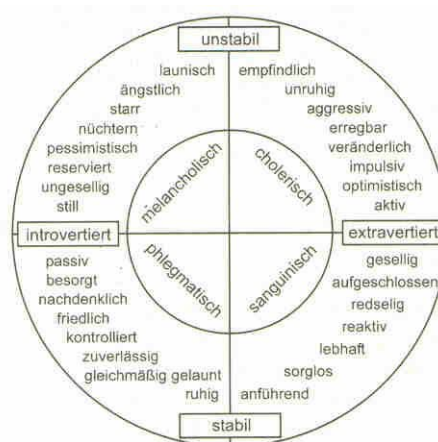 unstabil
launisch
empfindlich
ängstlich
unruhig
starr
aggressiv
nüchtern
erregbar
pessimistisch
veränderlich
reserviert
impulsiv
ungesellig
optimistisch
still
aktiv
melancholisch
cholerisch
introvertiert
extravertiert
phlegmatisch
sanguinisch
passiv
gesellig
besorgt
aufgeschlossen
nachdenklich
redselig
friedlich
reaktiv
kontrolliert
lebhaft
zuverlässig
sorglos
gleichmäßig gelaunt
ruhig
anführend
stabil